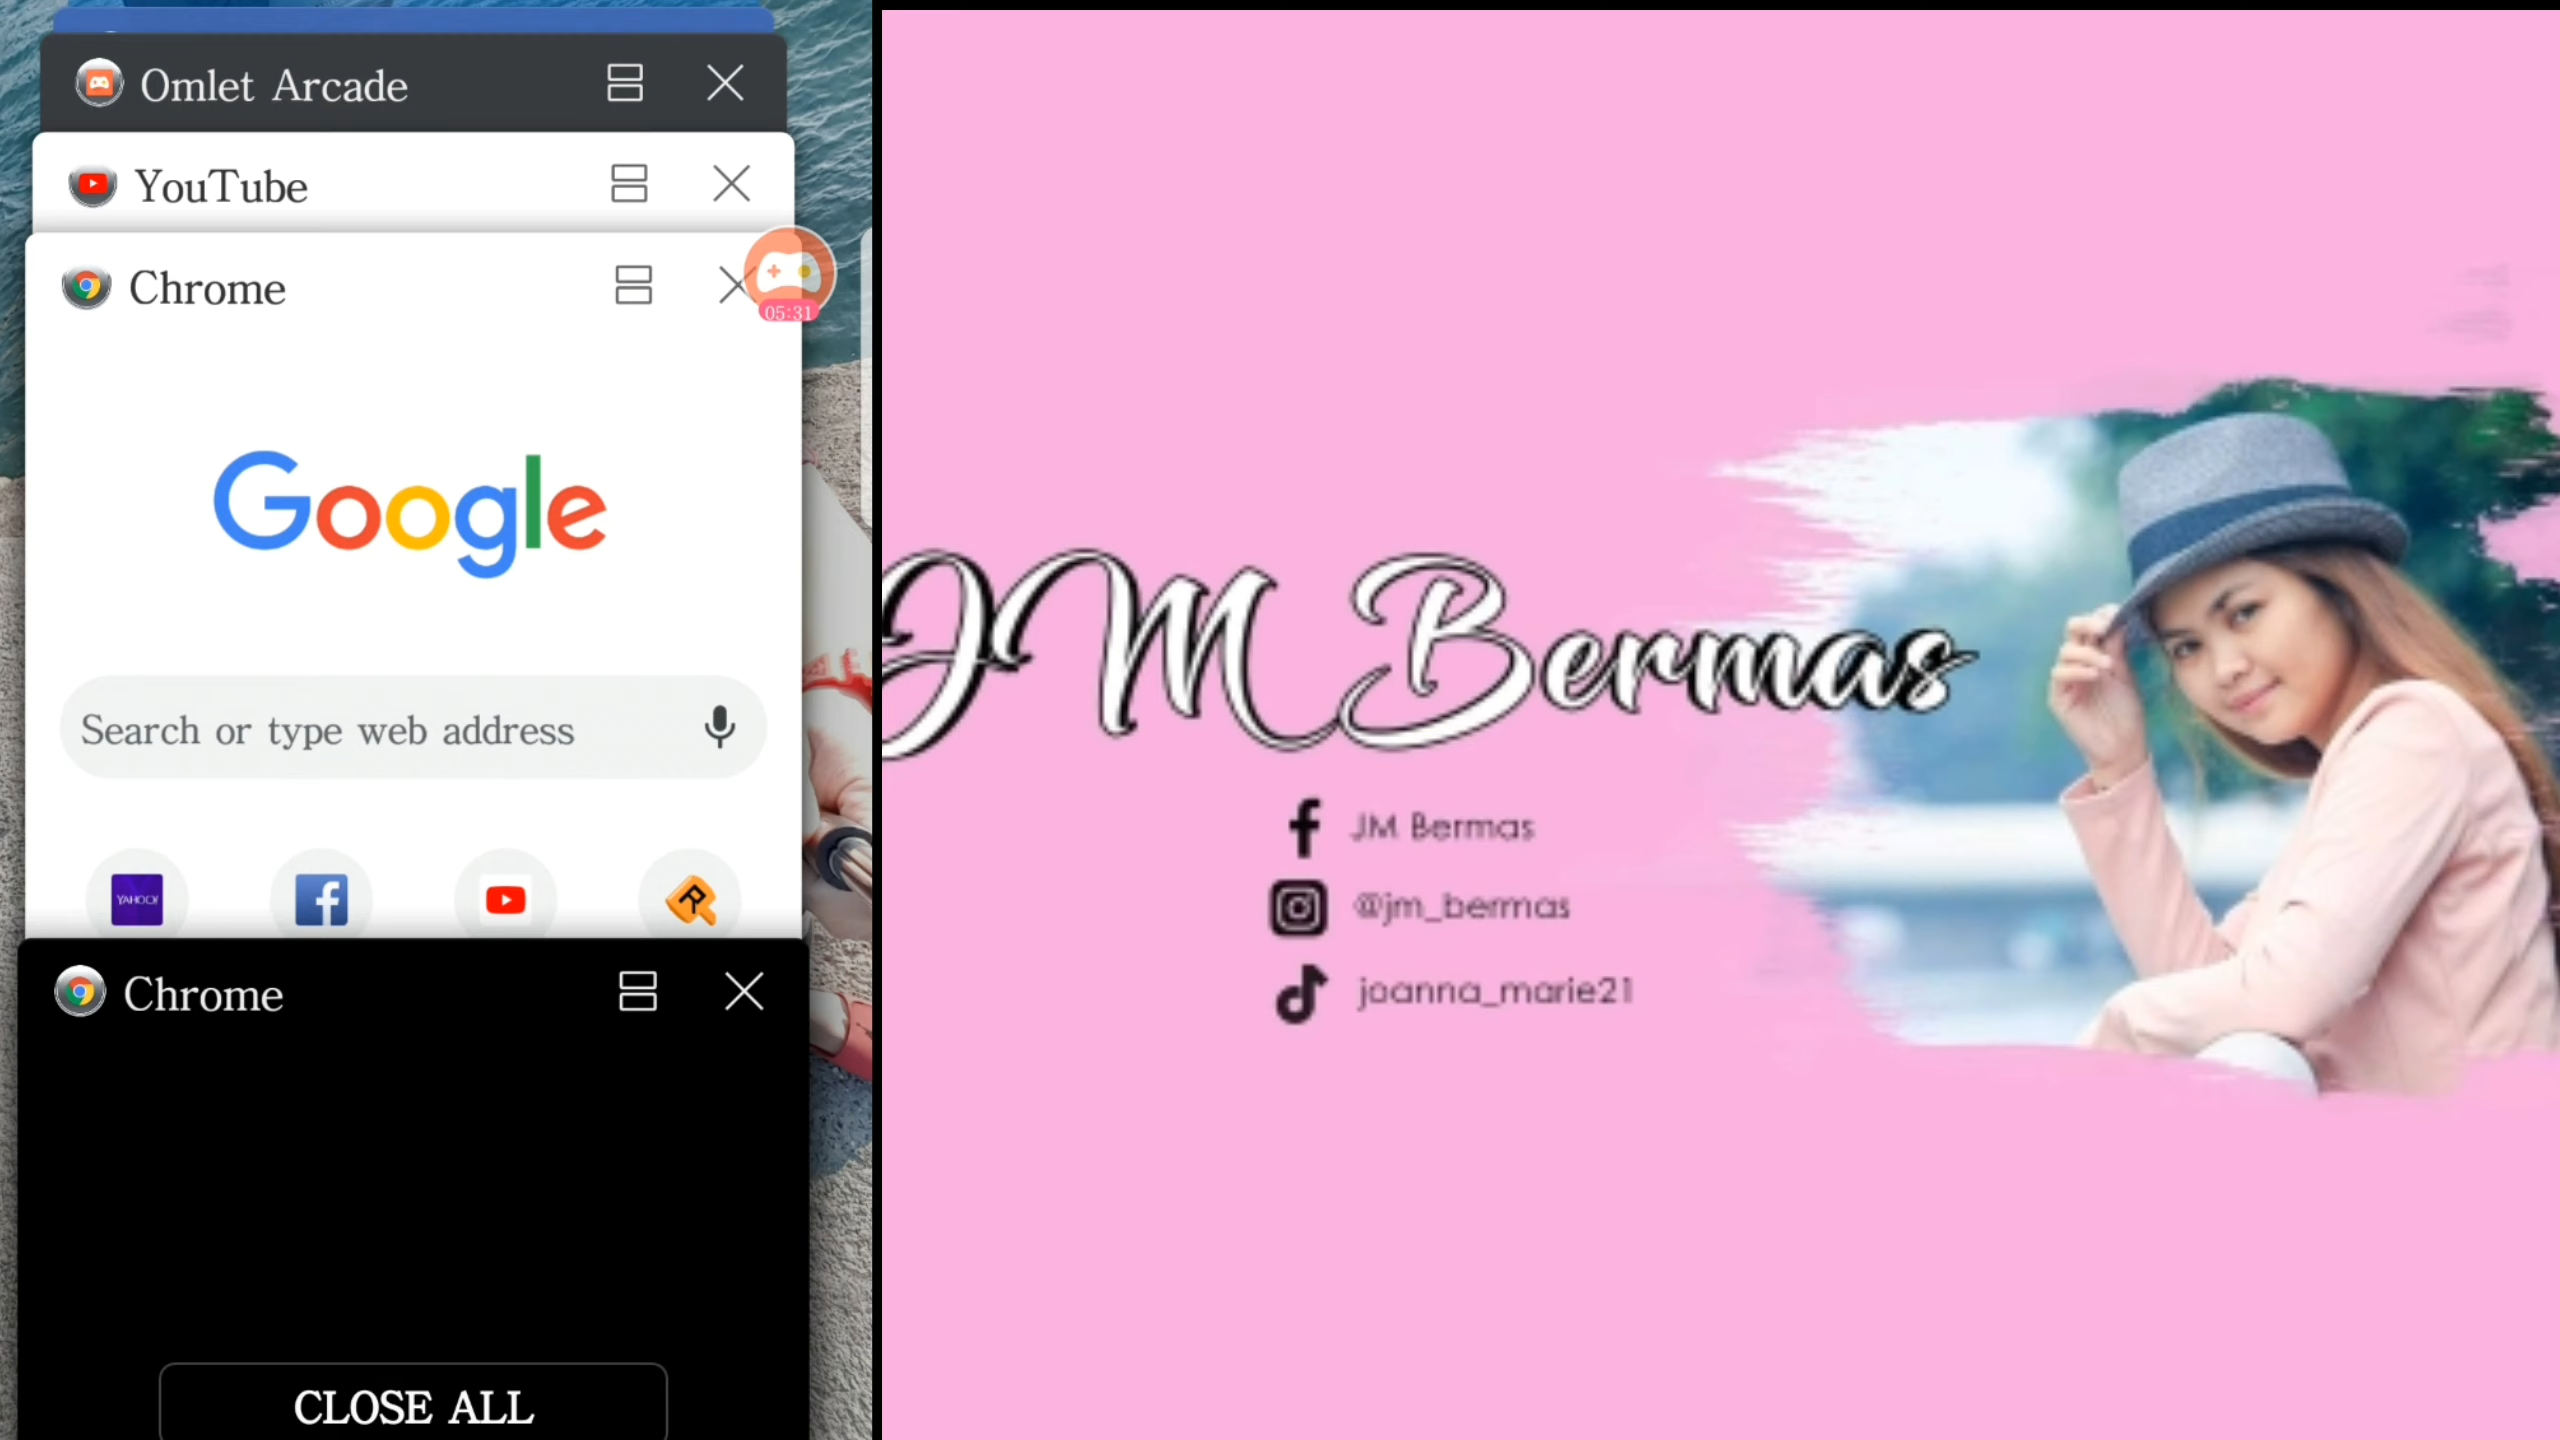 Omlet Arcade
YouTube
Chrome
05:31
Google
Search or type web address
YAHOO!
Chrome
CLOSE ALL
JM Bermas
JM Bermas
@jm_bermas
joanna_marie21